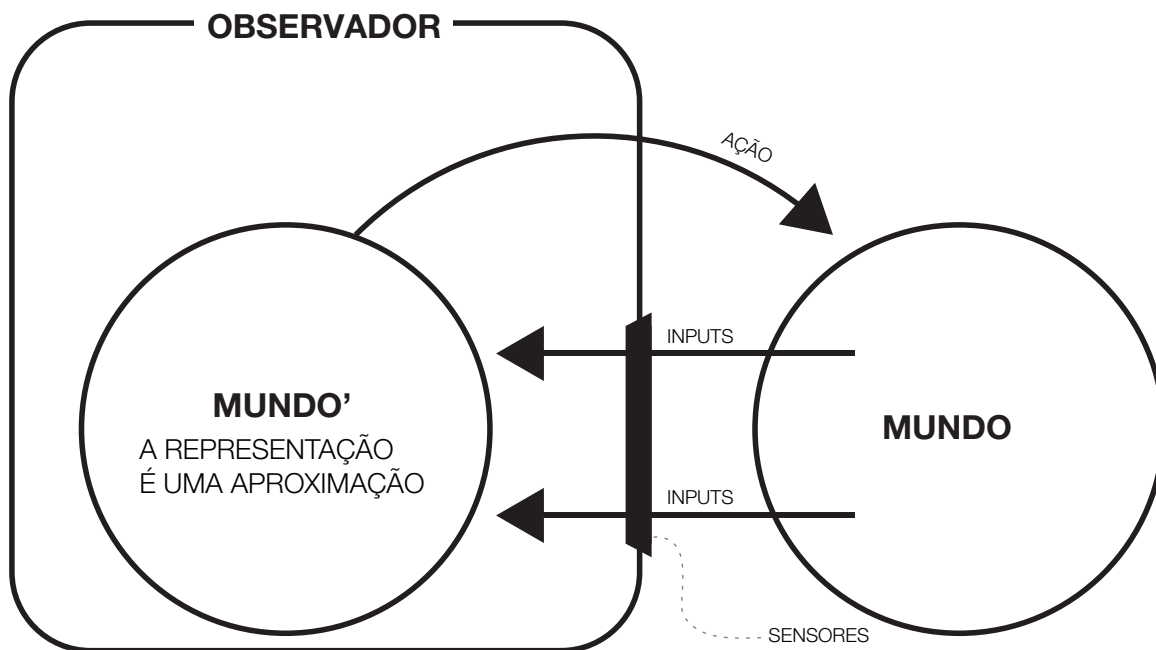 OBSERVADOR
AÇÃO
INPUTS
MUNDO’
A REPRESENTAÇÃO
É UMA APROXIMAÇÃO
MUNDO
INPUTS
SENSORES